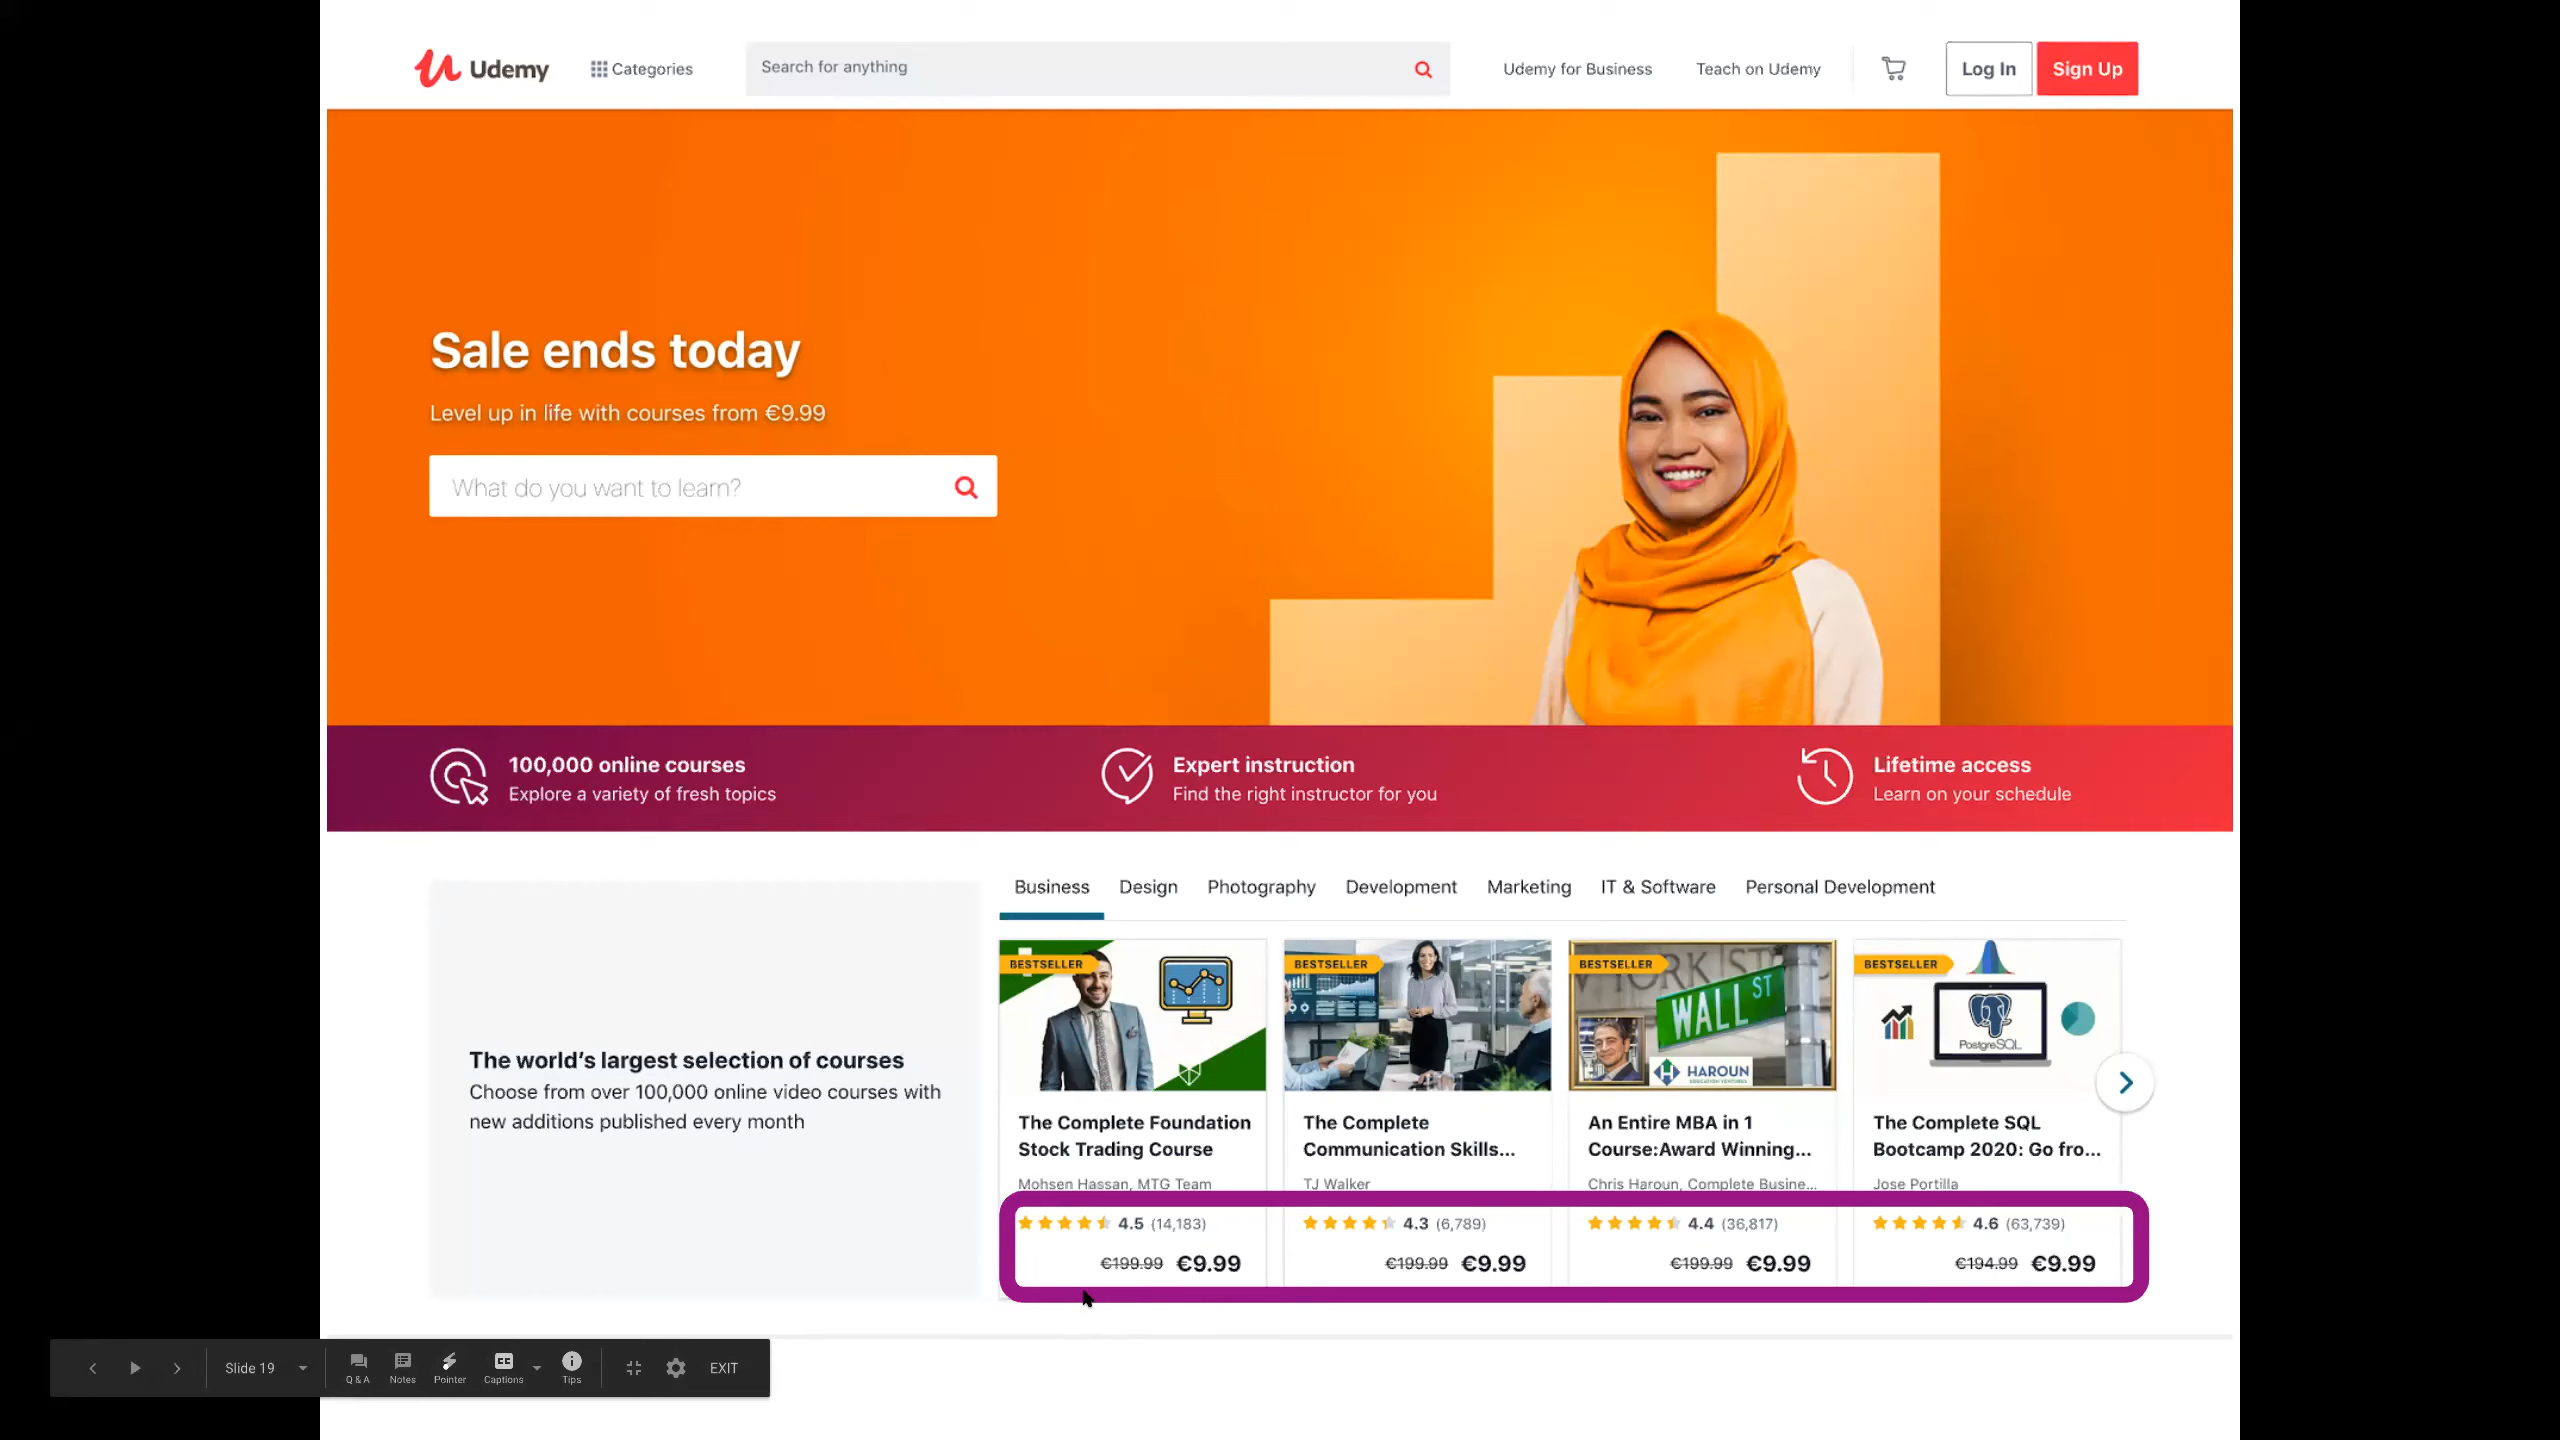 Udemy
Categories
Search for anything
Udemy for Business
Teach on Udemy
Log In
Sign Up
Sale ends today
Level up in life with courses from €9.99
What do you want to learn?
100,000 online courses
Explore a variety of fresh topics
Expert instruction
Find the right instructor for you
Lifetime access
Learn on your schedule
The world's largest selection of courses
Choose from over 100,000 online video courses with
new additions published every month
Business
Design
Photography
Development
Marketing
IT & Software
Personal Development
BESTSELLER
The Complete Foundation
Stock Trading Course
Mohsen Hassan, MTG Team
4.5 (14,183)
€199.99 €9.99
BESTSELLER
The Complete
Communication Skills...
TJ Walker
4.3 (6,789)
€199.99 €9.99
BESTSELLER
WALL ST
HAROUN
EDUCATION VENTURES
An Entire MBA in 1
Course:Award Winning...
Chris Haroun, Complete Busine...
4.4 (36,817)
€199.99 €9.99
BESTSELLER
PostgreSQL
The Complete SQL
Bootcamp 2020: Go fro...
Jose Portilla
4.6 (63,739)
€194.99 €9.99
Slide 19
Q & A
Notes
Pointer
CC
Captions
Tips
EXIT